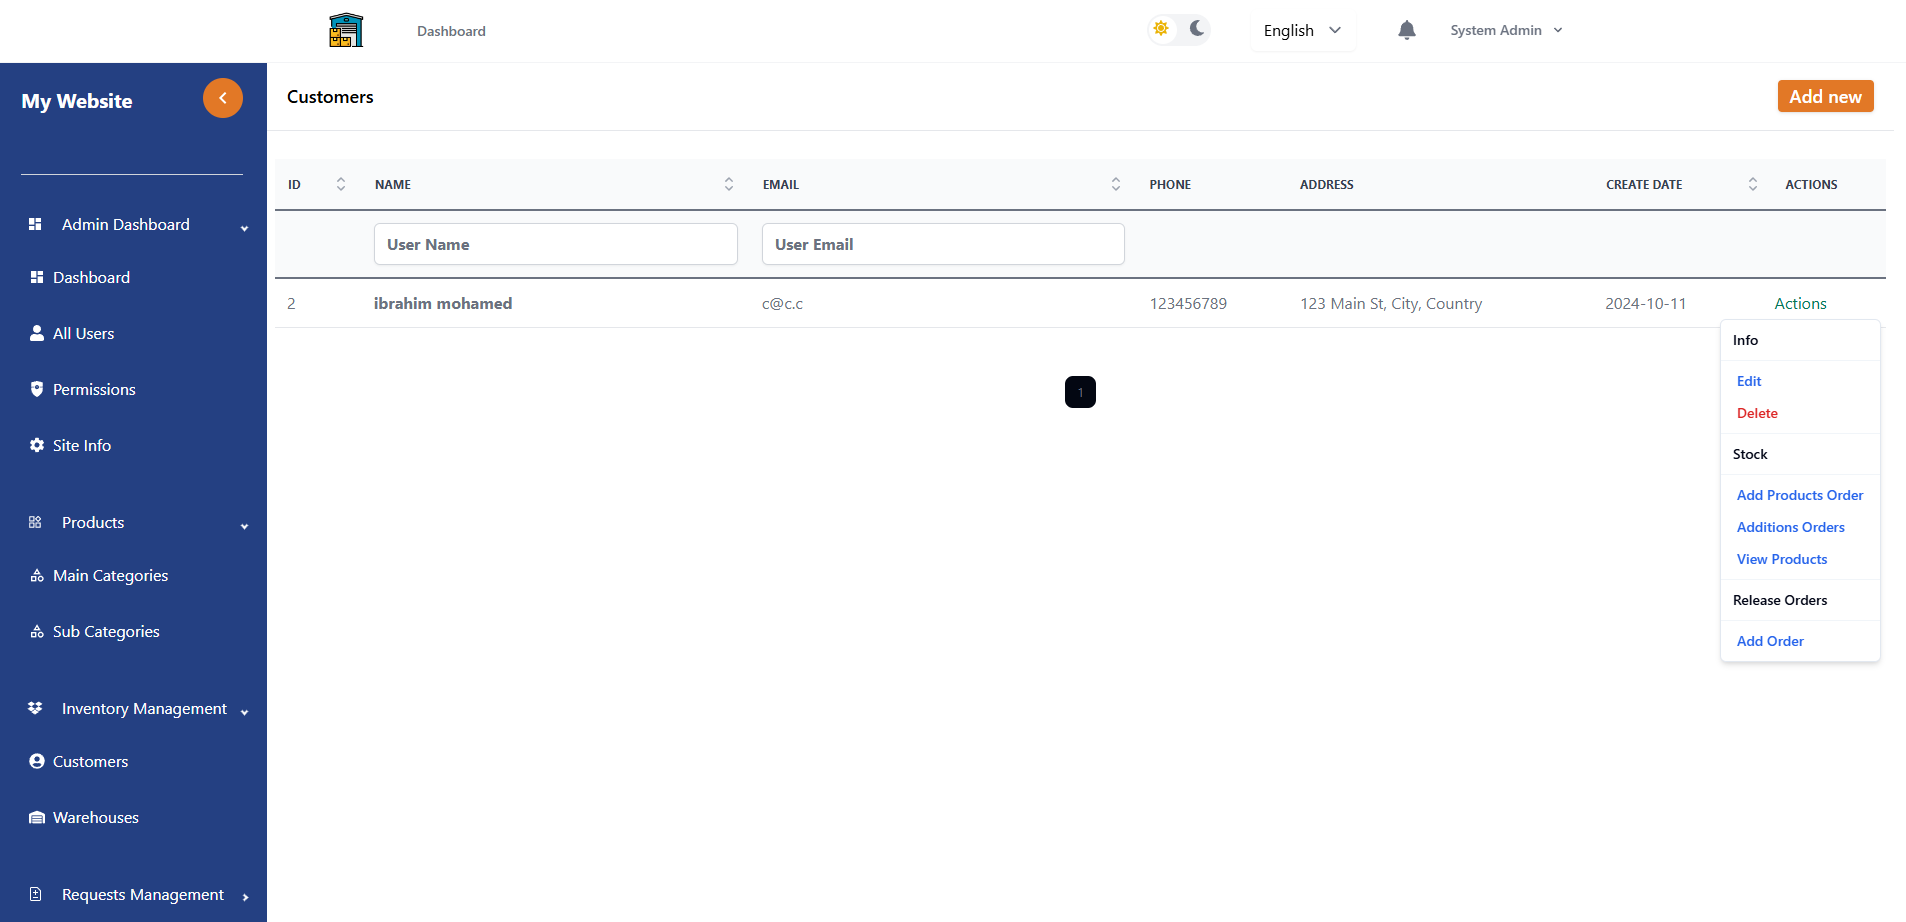 Dashboard
English
System Admin
My Website
Admin Dashboard
Dashboard
All Users
Permissions
Site Info
Products
Main Categories
Sub Categories
Inventory Management
Customers
Warehouses
Requests Management
Customers
Add new
ID NAME EMAIL PHONE ADDRESS CREATE DATE ACTIONS
User Name User Email
2 ibrahim mohamed c@c.c 123456789 123 Main St, City, Country 2024-10-11 Actions
1
Info
Edit
Delete
Stock
Add Products Order
Additions Orders
View Products
Release Orders
Add Order